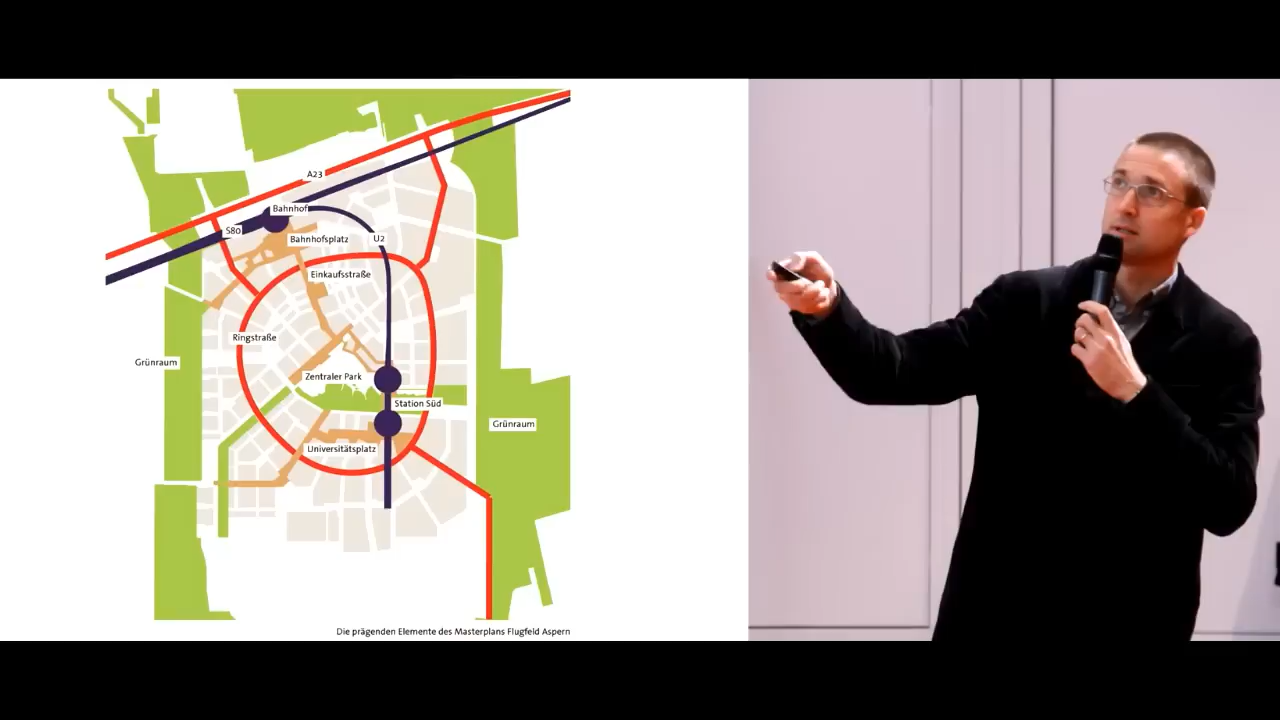 A23
Bahnhof
S80
Bahnhofsplatz
U2
Einkaufsstraße
Ringstraße
Grünraum
Zentraler Park
Station Süd
Grünraum
Universitätsplatz
Die prägenden Elemente des Masterplans Flugfeld Aspern